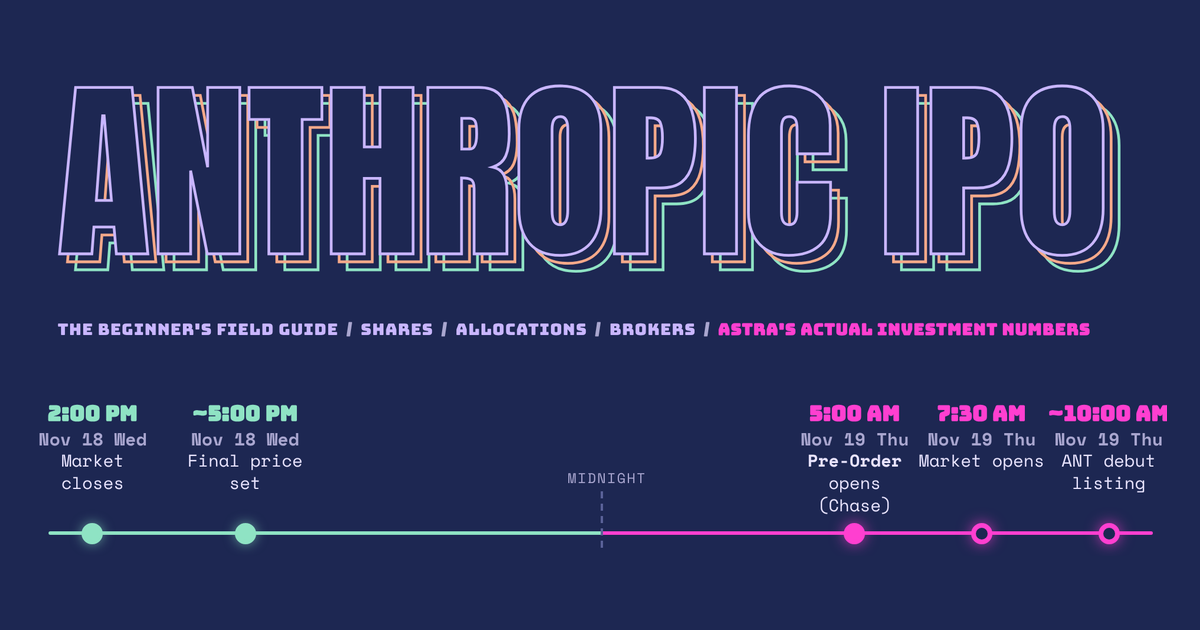 ANTHROPIC IPO
THE BEGINNER'S FIELD GUIDE / SHARES / ALLOCATIONS / BROKERS / ASTRA'S ACTUAL INVESTMENT NUMBERS
2:00 PM
Nov 18 Wed
Market
closes
~5:00 PM
Nov 18 Wed
Final price
set
MIDNIGHT
5:00 AM
Nov 19 Thu
Pre-Order
opens
(Chase)
7:30 AM
Nov 19 Thu
Market opens
~10:00 AM
Nov 19 Thu
ANT debut
listing